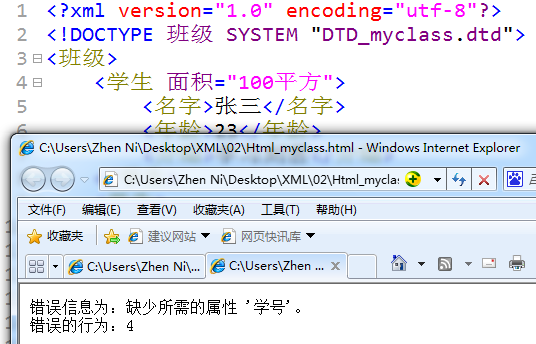 1 <?xml version="1.0" encoding="utf-8"?>
2 <!DOCTYPE 班级 SYSTEM "DTD_myclass.dtd">
3 <班级>
4 <学生 面积="100平方">
5 <名字>张三</名字>
6 <年龄>23</年龄>
C:\Users\Zhen Ni\Desktop\XML\02\Html_myclass.html - Windows Internet Explorer
C:\Users\Zhen Ni\Desktop\XML\02\Html_myclas
文件(F) 编辑(E) 查看(V) 收藏夹(A) 工具(T) 帮助(H)
收藏夹 建议网站 网页快讯库
C:\Users\Zhen Ni\... C:\Users\Zhen ...
错误信息为：缺少所需的属性 '学号'。
错误的行为：4